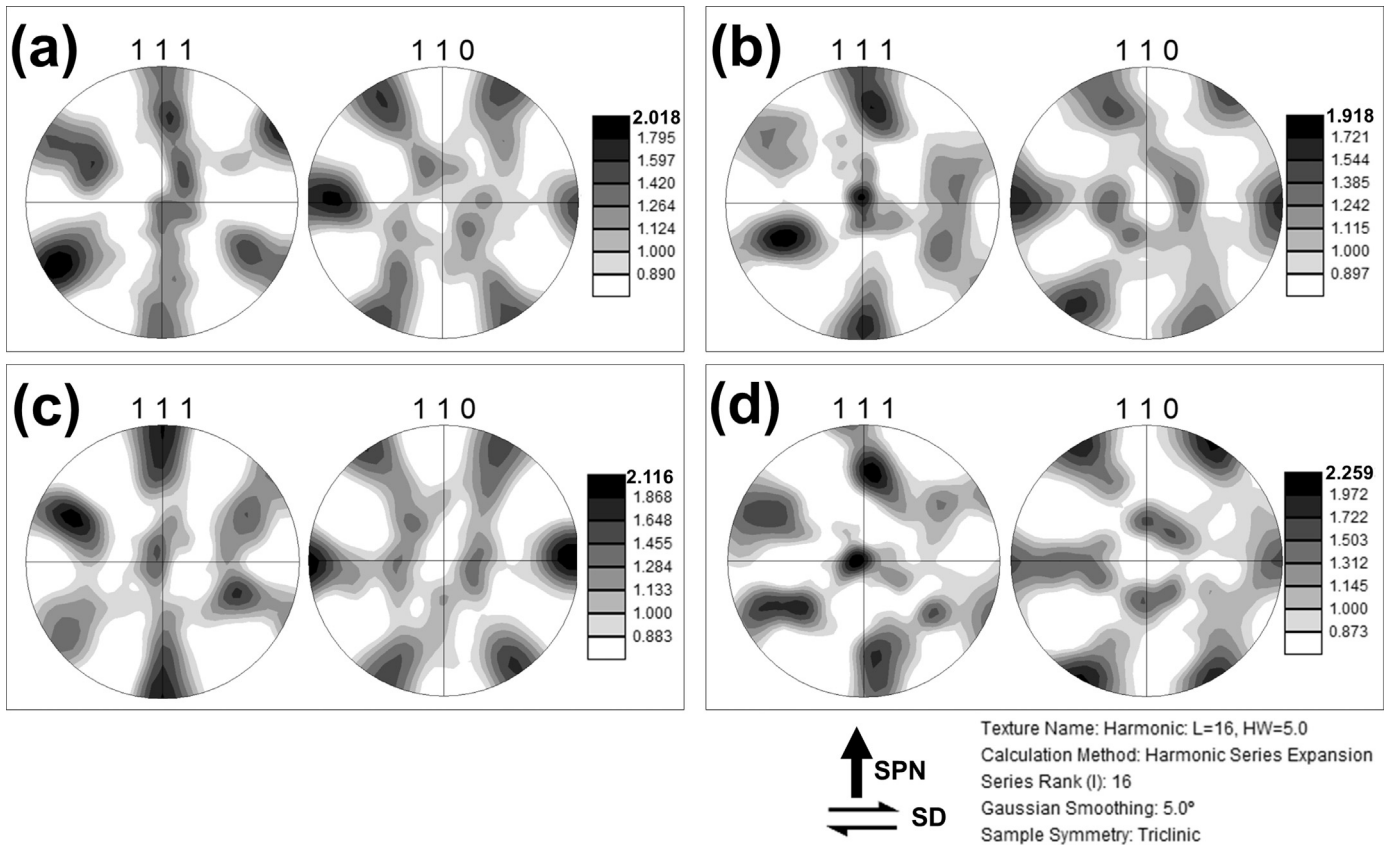 (a)
1 1 1
1 1 0
2.018
1.795
1.597
1.420
1.264
1.124
1.000
0.890
(b)
1 1 1
1 1 0
1.918
1.721
1.544
1.385
1.242
1.115
1.000
0.897
(c)
1 1 1
1 1 0
2.116
1.868
1.648
1.455
1.284
1.133
1.000
0.883
(d)
1 1 1
1 1 0
2.259
1.972
1.722
1.503
1.312
1.145
1.000
0.873
SPN
SD
Texture Name: Harmonic: L=16, HW=5.0
Calculation Method: Harmonic Series Expansion
Series Rank (l): 16
Gaussian Smoothing: 5.0°
Sample Symmetry: Triclinic